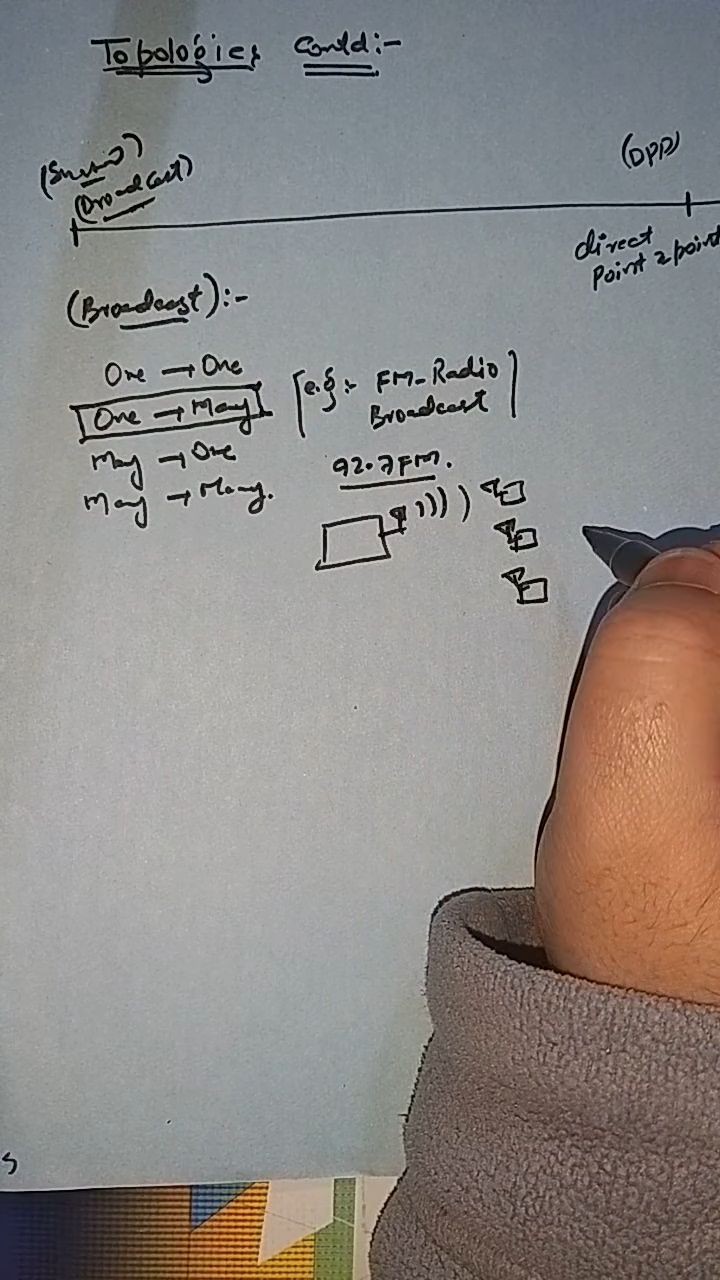 Topologies Contd:-
(Broadcast)
(DPP)
direct
Point 2 point
(Broadcast):-
One → One
One → Many
Many → One
Many → Many.
[e.g:- FM-Radio
Broadcast]
92.7FM.